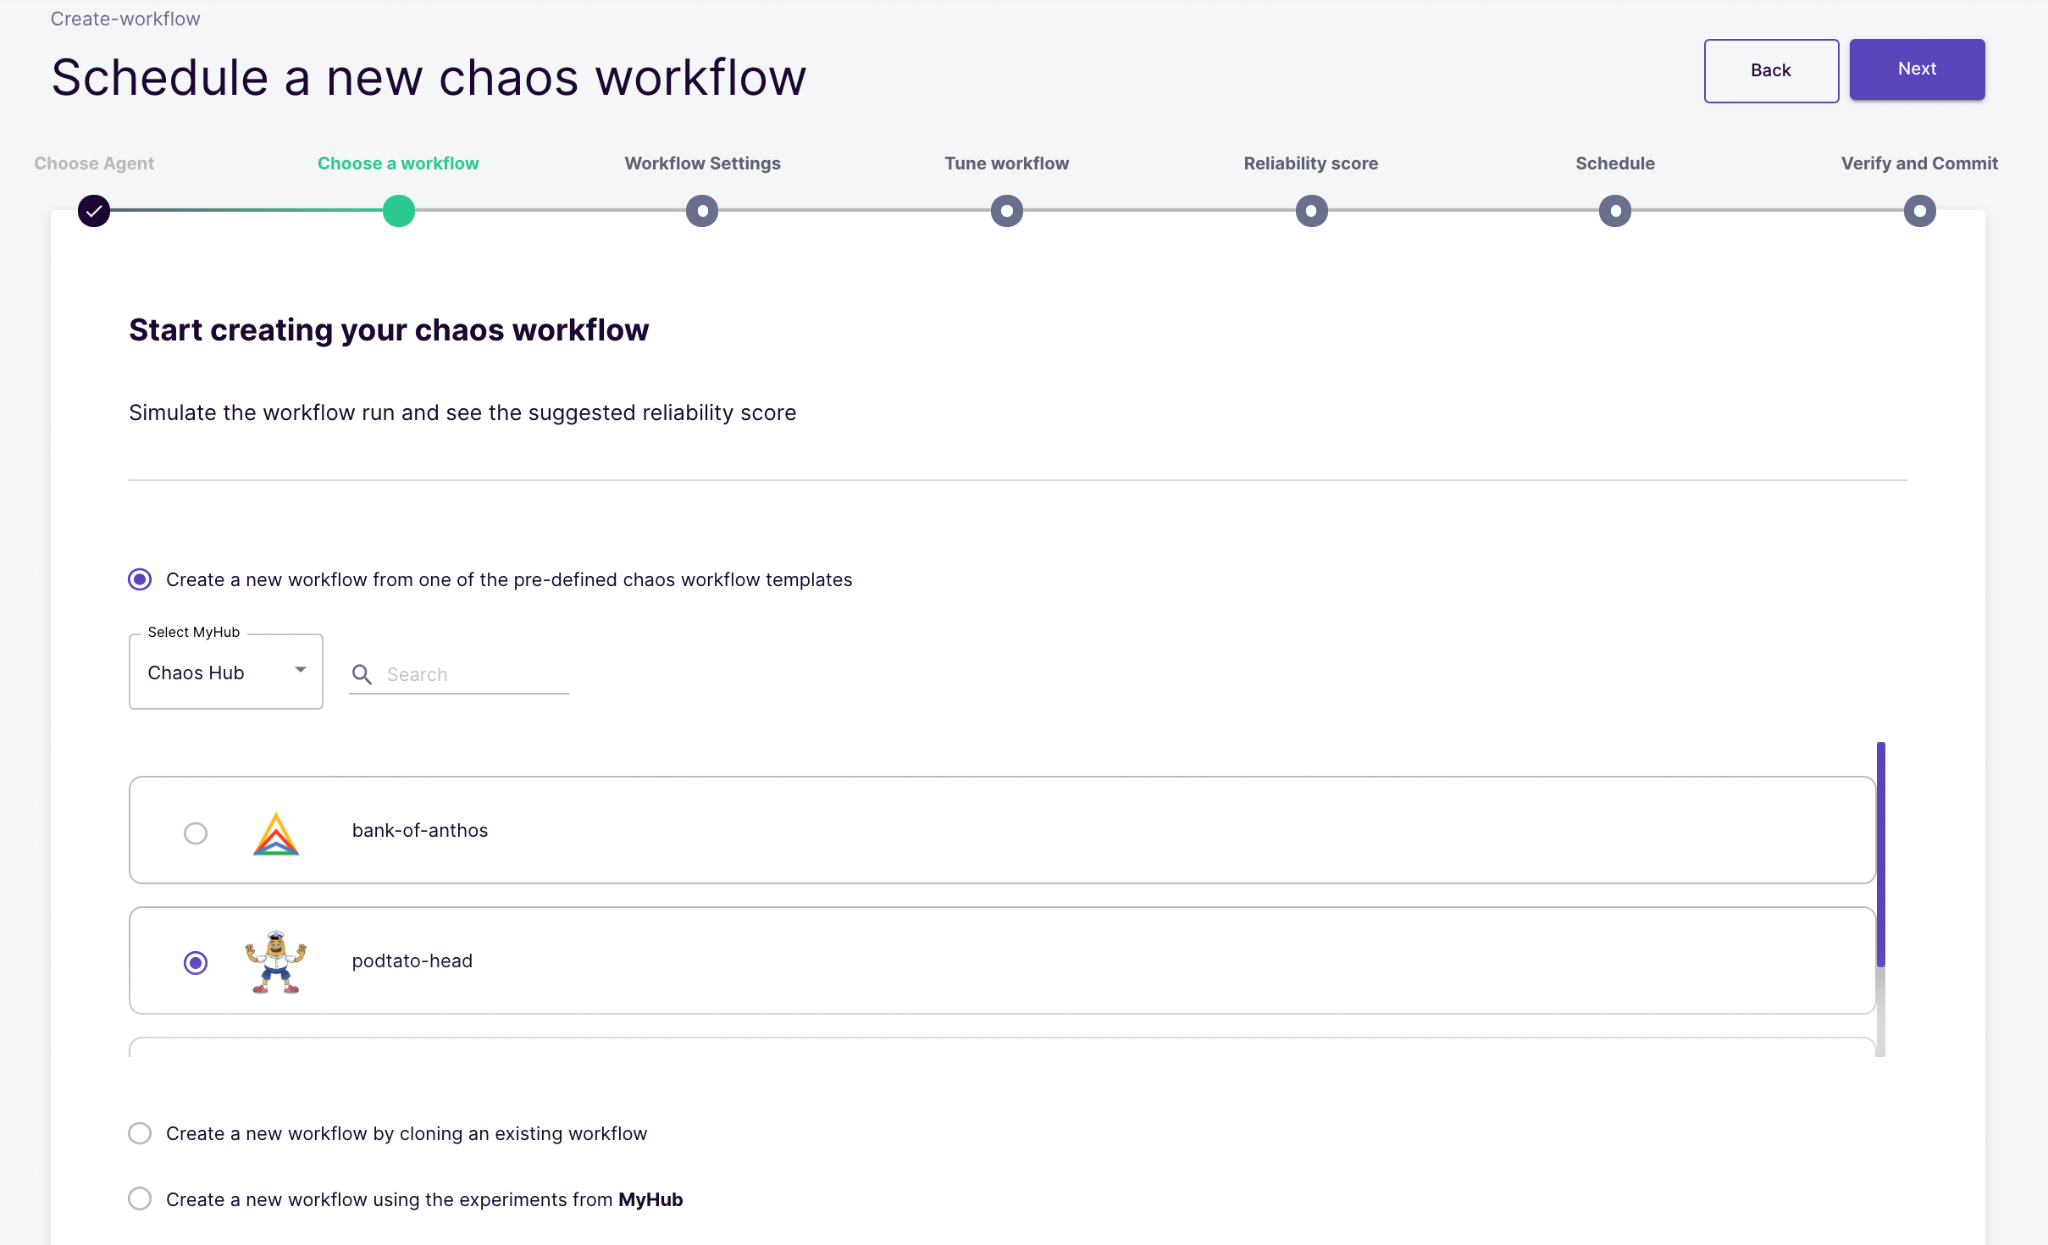 Create-workflow
Schedule a new chaos workflow
Back
Next
Choose Agent
Choose a workflow
Workflow Settings
Tune workflow
Reliability score
Schedule
Verify and Commit
Start creating your chaos workflow
Simulate the workflow run and see the suggested reliability score
Create a new workflow from one of the pre-defined chaos workflow templates
Select MyHub
Chaos Hub
Search
bank-of-anthos
podtato-head
Create a new workflow by cloning an existing workflow
Create a new workflow using the experiments from MyHub